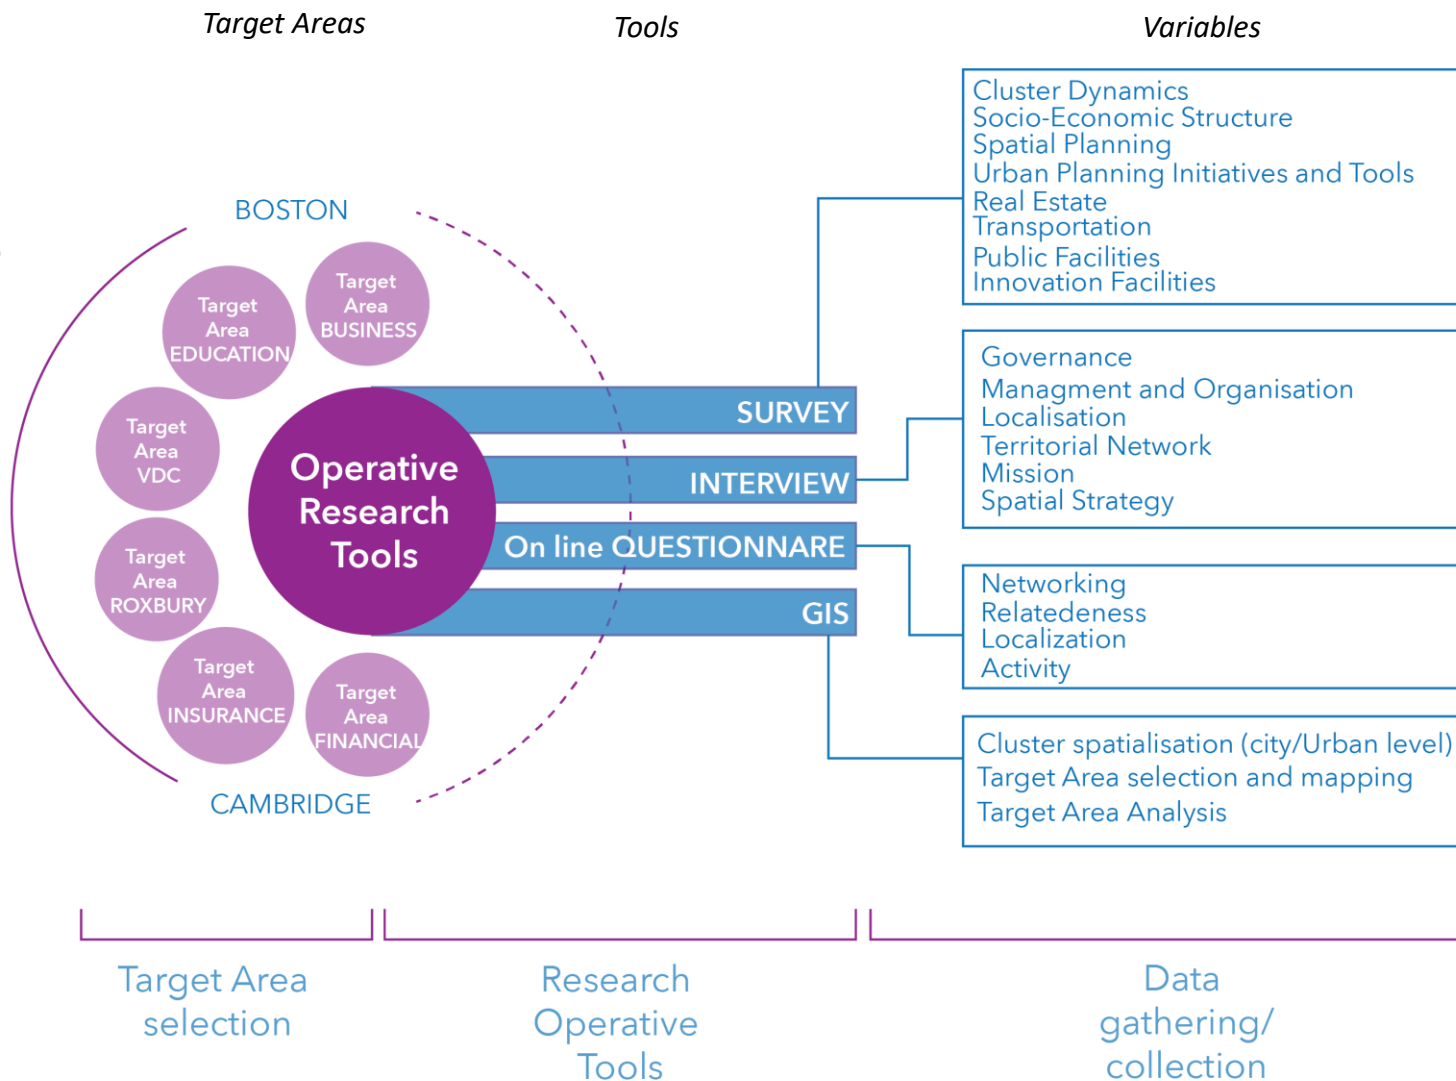 Target Areas
Tools
Variables
BOSTON
Target
Area
BUSINESS
Target
Area
EDUCATION
Target
Area
VDC
Target
Area
ROXBURY
Target
Area
INSURANCE
Target
Area
FINANCIAL
CAMBRIDGE
Operative
Research
Tools
SURVEY
INTERVIEW
On line QUESTIONNARE
GIS
Cluster Dynamics
Socio-Economic Structure
Spatial Planning
Urban Planning Initiatives and Tools
Real Estate
Transportation
Public Facilities
Innovation Facilities
Governance
Managment and Organisation
Localisation
Territorial Network
Mission
Spatial Strategy
Networking
Relatedeness
Localization
Activity
Cluster spatialisation (city/Urban level)
Target Area selection and mapping
Target Area Analysis
Target Area
selection
Research
Operative
Tools
Data
gathering/
collection